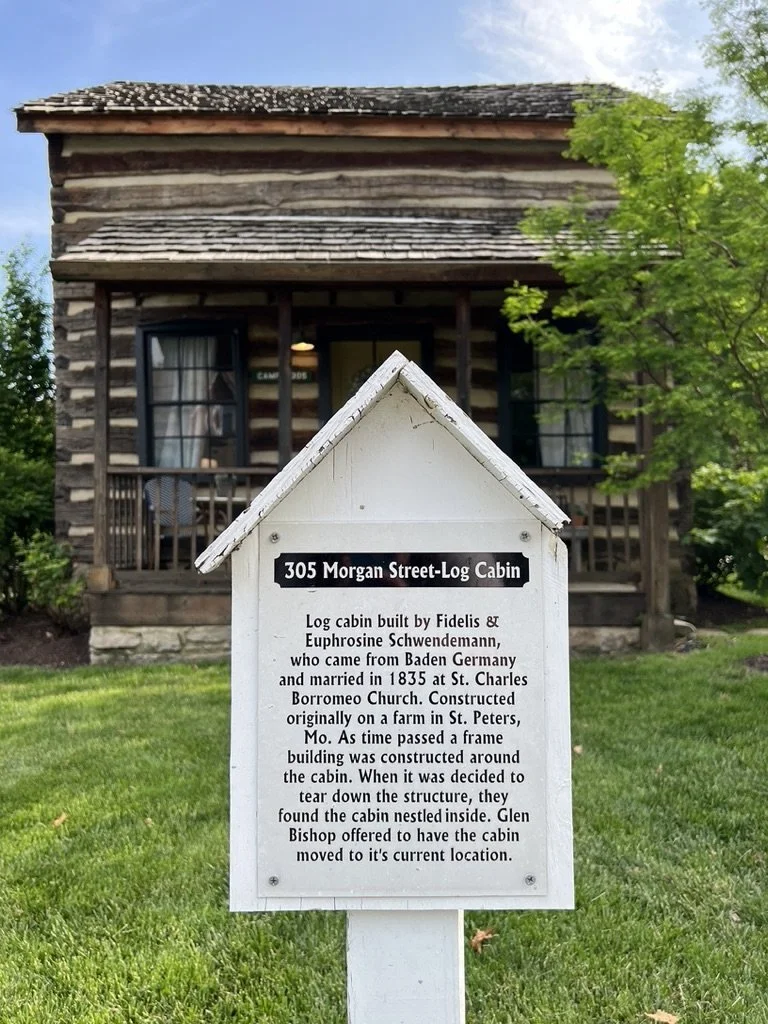 305 Morgan Street-Log Cabin
Log cabin built by Fidelis &
Euphrosine Schwendemann,
who came from Baden Germany
and married in 1835 at St. Charles
Borromeo Church. Constructed
originally on a farm in St. Peters,
Mo. As time passed a frame
building was constructed around
the cabin. When it was decided to
tear down the structure, they
found the cabin nestled inside. Glen
Bishop offered to have the cabin
moved to it's current location.